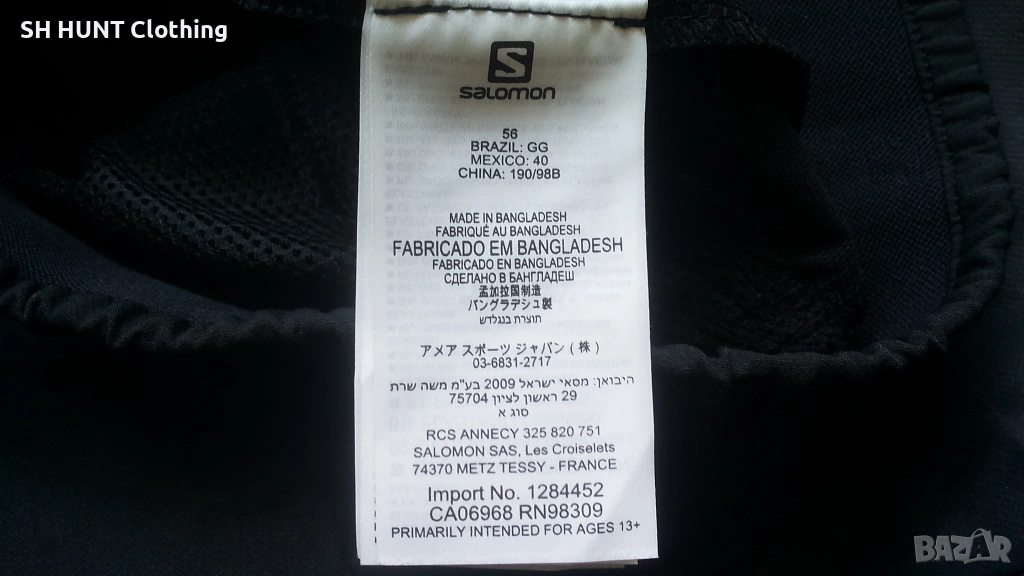 SH HUNT Clothing
S
salomon
56
BRAZIL: GG
MEXICO: 40
CHINA: 190/98B
MADE IN BANGLADESH
FABRIQUÉ AU BANGLADESH
FABRICADO EM BANGLADESH
FABRICADO EN BANGLADESH
СДЕЛАНО В БАНГЛАДЕШ
孟加拉国制造
バングラデシュ製
תוצרת בנגלדש
アメア スポーツ ジャパン (株)
03-6831-2717
היבואן: מסאי ישראל 2009 בע"מ משה שרת
29 ראשון לציון 75704
סוג א
RCS ANNECY 325 820 751
SALOMON SAS, Les Croiselets
74370 METZ TESSY - FRANCE
Import No. 1284452
CA06968 RN98309
PRIMARILY INTENDED FOR AGES 13+
BAZAR